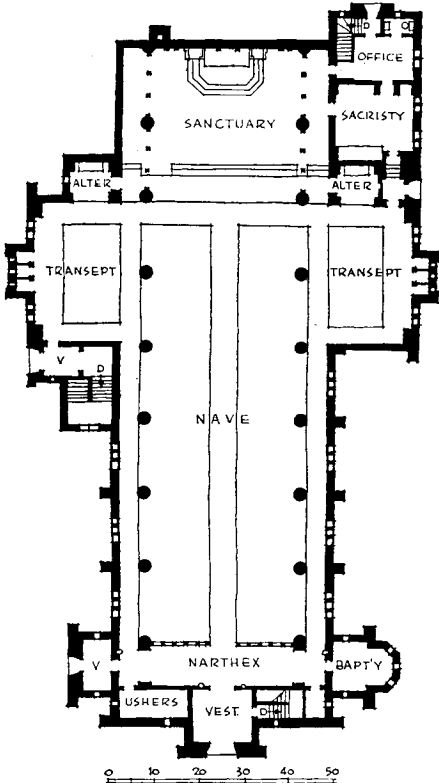 D
OFFICE
SANCTUARY
SACRISTY
ALTER
ALTER
TRANSEPT
TRANSEPT
V
D
NAVE
V
NARTHEX
BAPT'Y
USHERS
VEST.
D
0 10 20 30 40 50